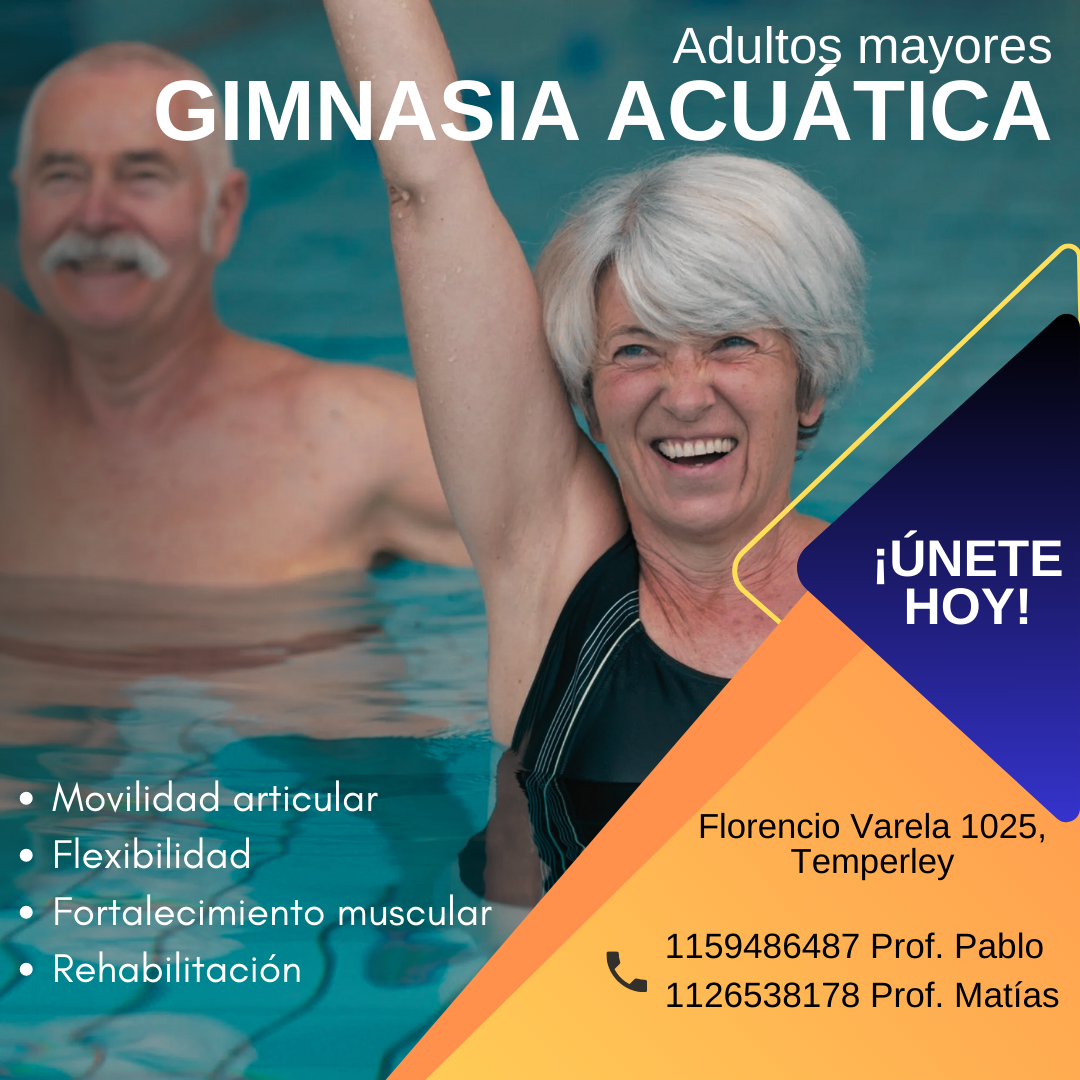 Adultos mayores
GIMNASIA ACUÁTICA
¡ÚNETE
HOY!
• Movilidad articular
• Flexibilidad
• Fortalecimiento muscular
• Rehabilitación
Florencio Varela 1025,
Temperley
1159486487 Prof. Pablo
1126538178 Prof. Matías